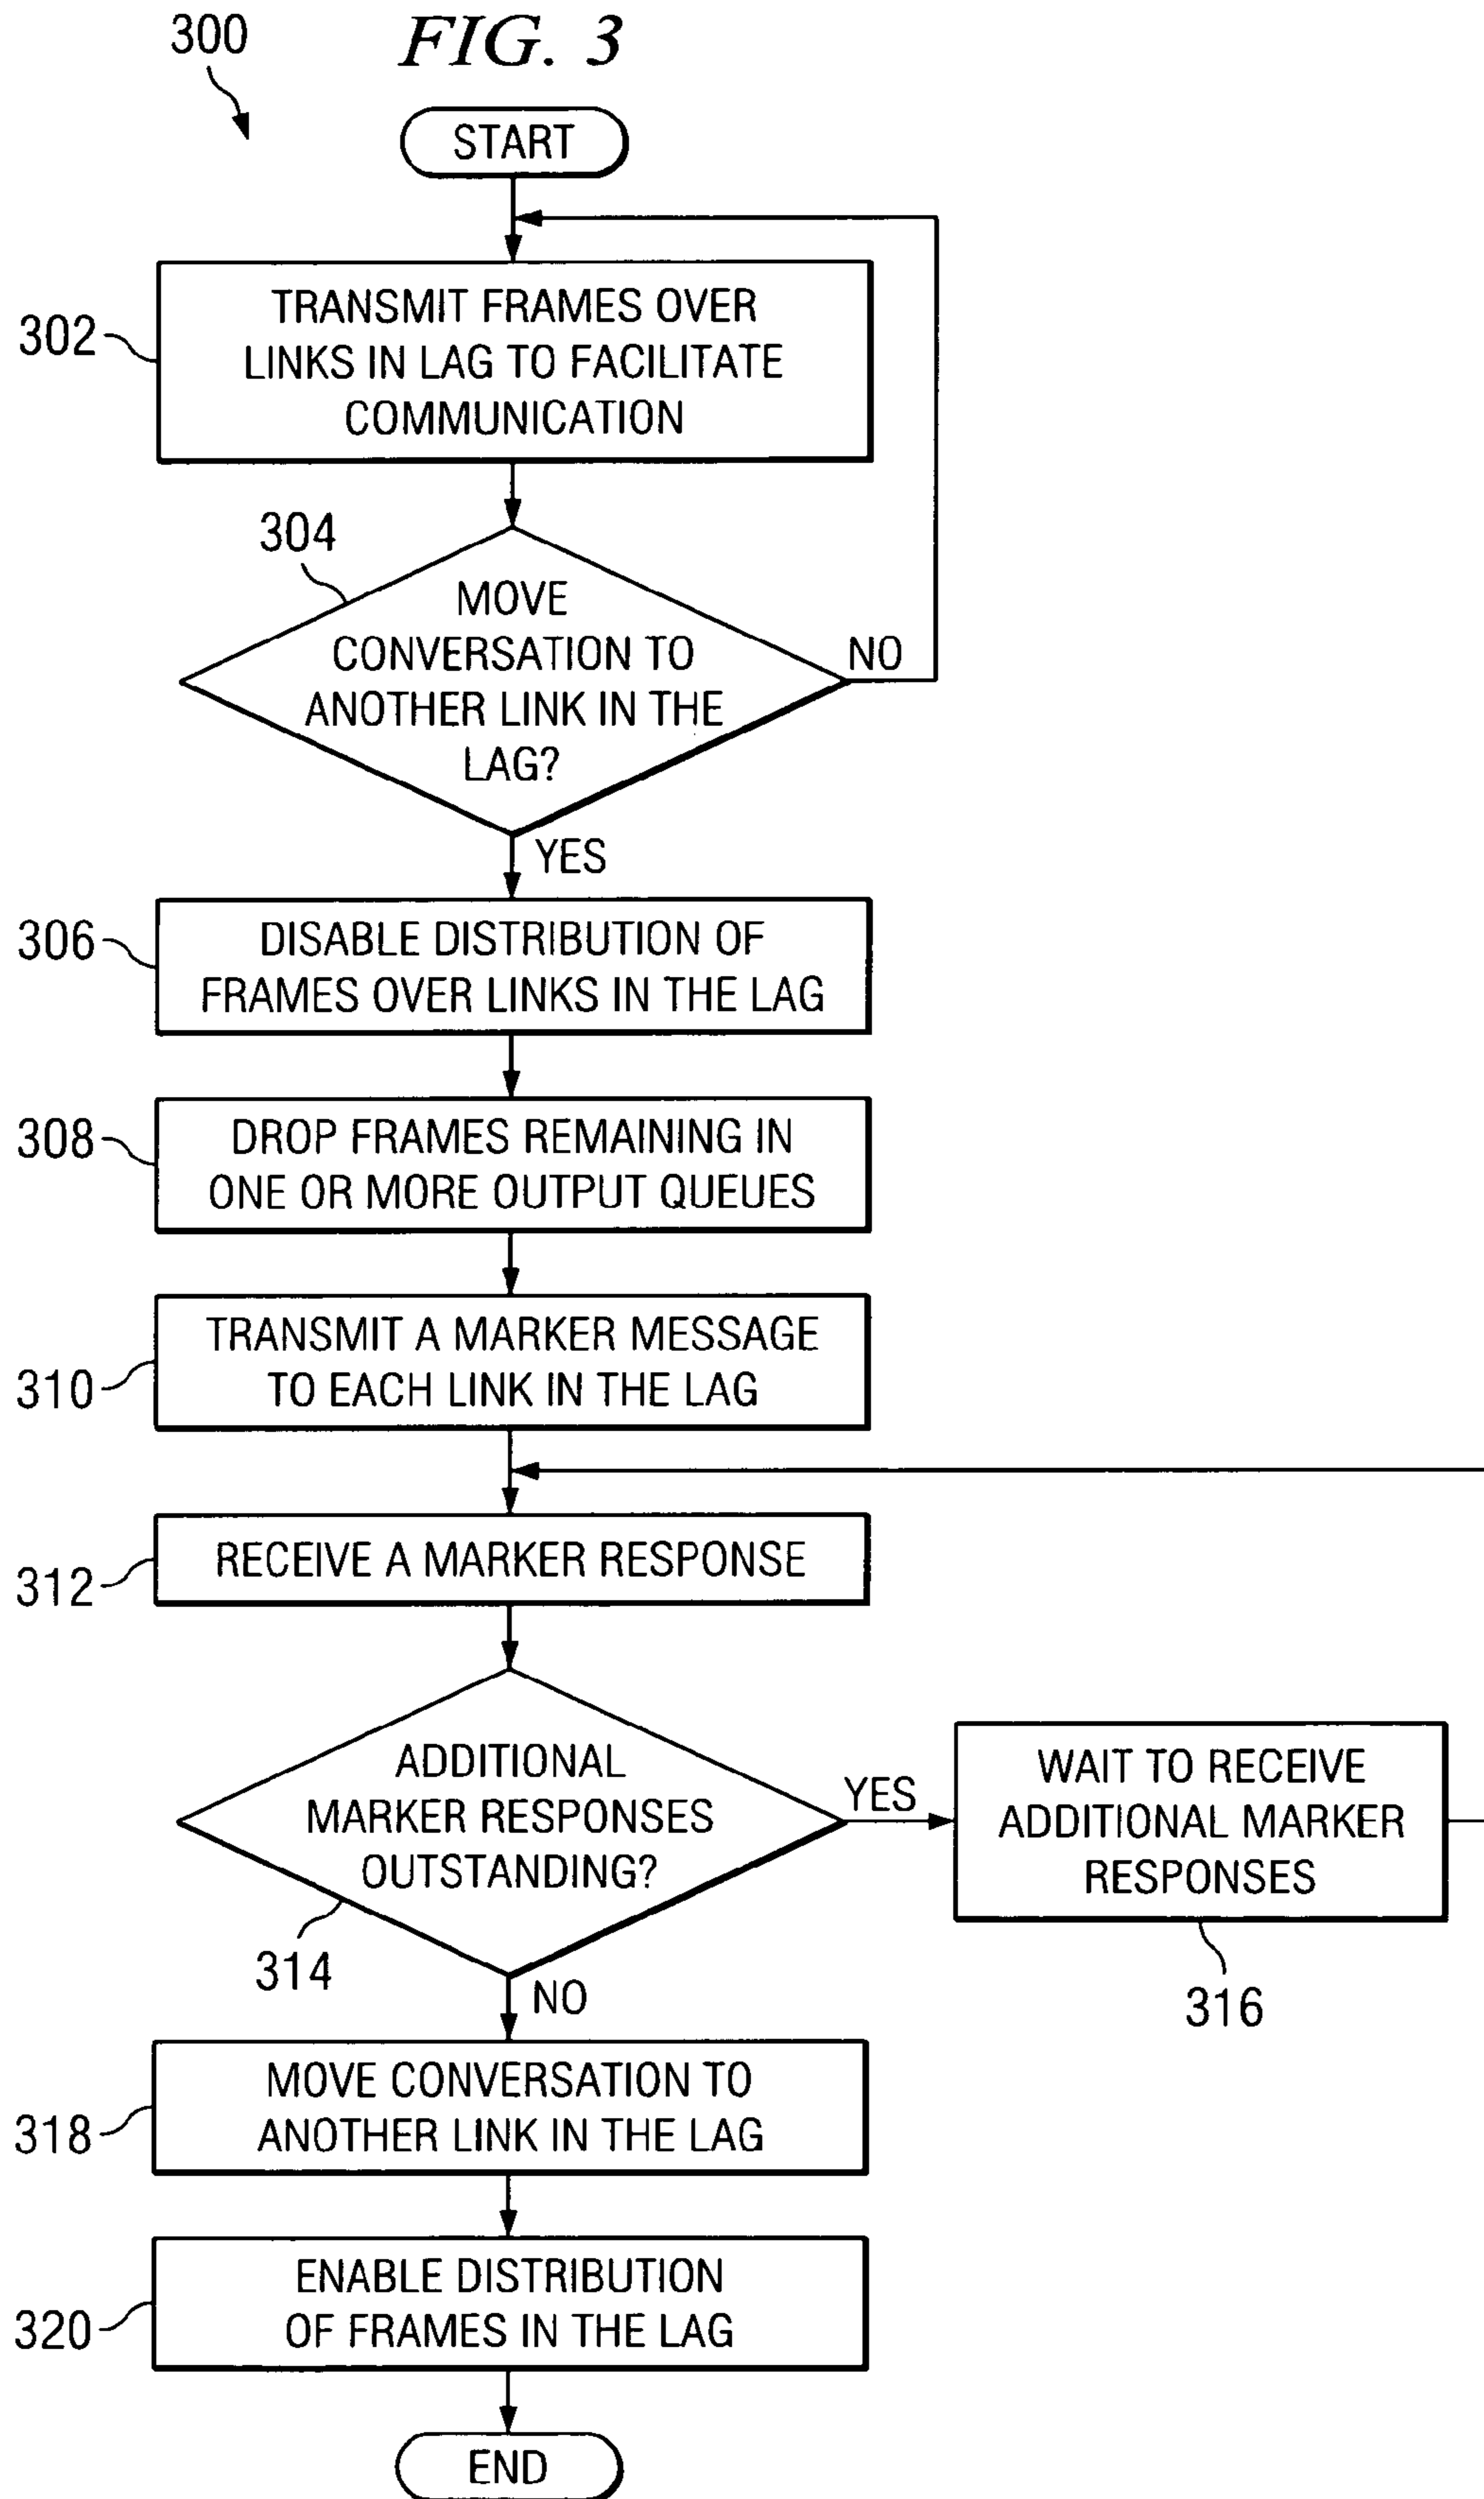 300
FIG. 3
START
302
TRANSMIT FRAMES OVER
LINKS IN LAG TO FACILITATE
COMMUNICATION
304
MOVE
CONVERSATION TO
ANOTHER LINK IN THE
LAG?
NO
YES
306
DISABLE DISTRIBUTION OF
FRAMES OVER LINKS IN THE LAG
308
DROP FRAMES REMAINING IN
ONE OR MORE OUTPUT QUEUES
310
TRANSMIT A MARKER MESSAGE
TO EACH LINK IN THE LAG
312
RECEIVE A MARKER RESPONSE
ADDITIONAL
MARKER RESPONSES
OUTSTANDING?
314
YES
WAIT TO RECEIVE
ADDITIONAL MARKER
RESPONSES
316
NO
318
MOVE CONVERSATION TO
ANOTHER LINK IN THE LAG
320
ENABLE DISTRIBUTION
OF FRAMES IN THE LAG
END